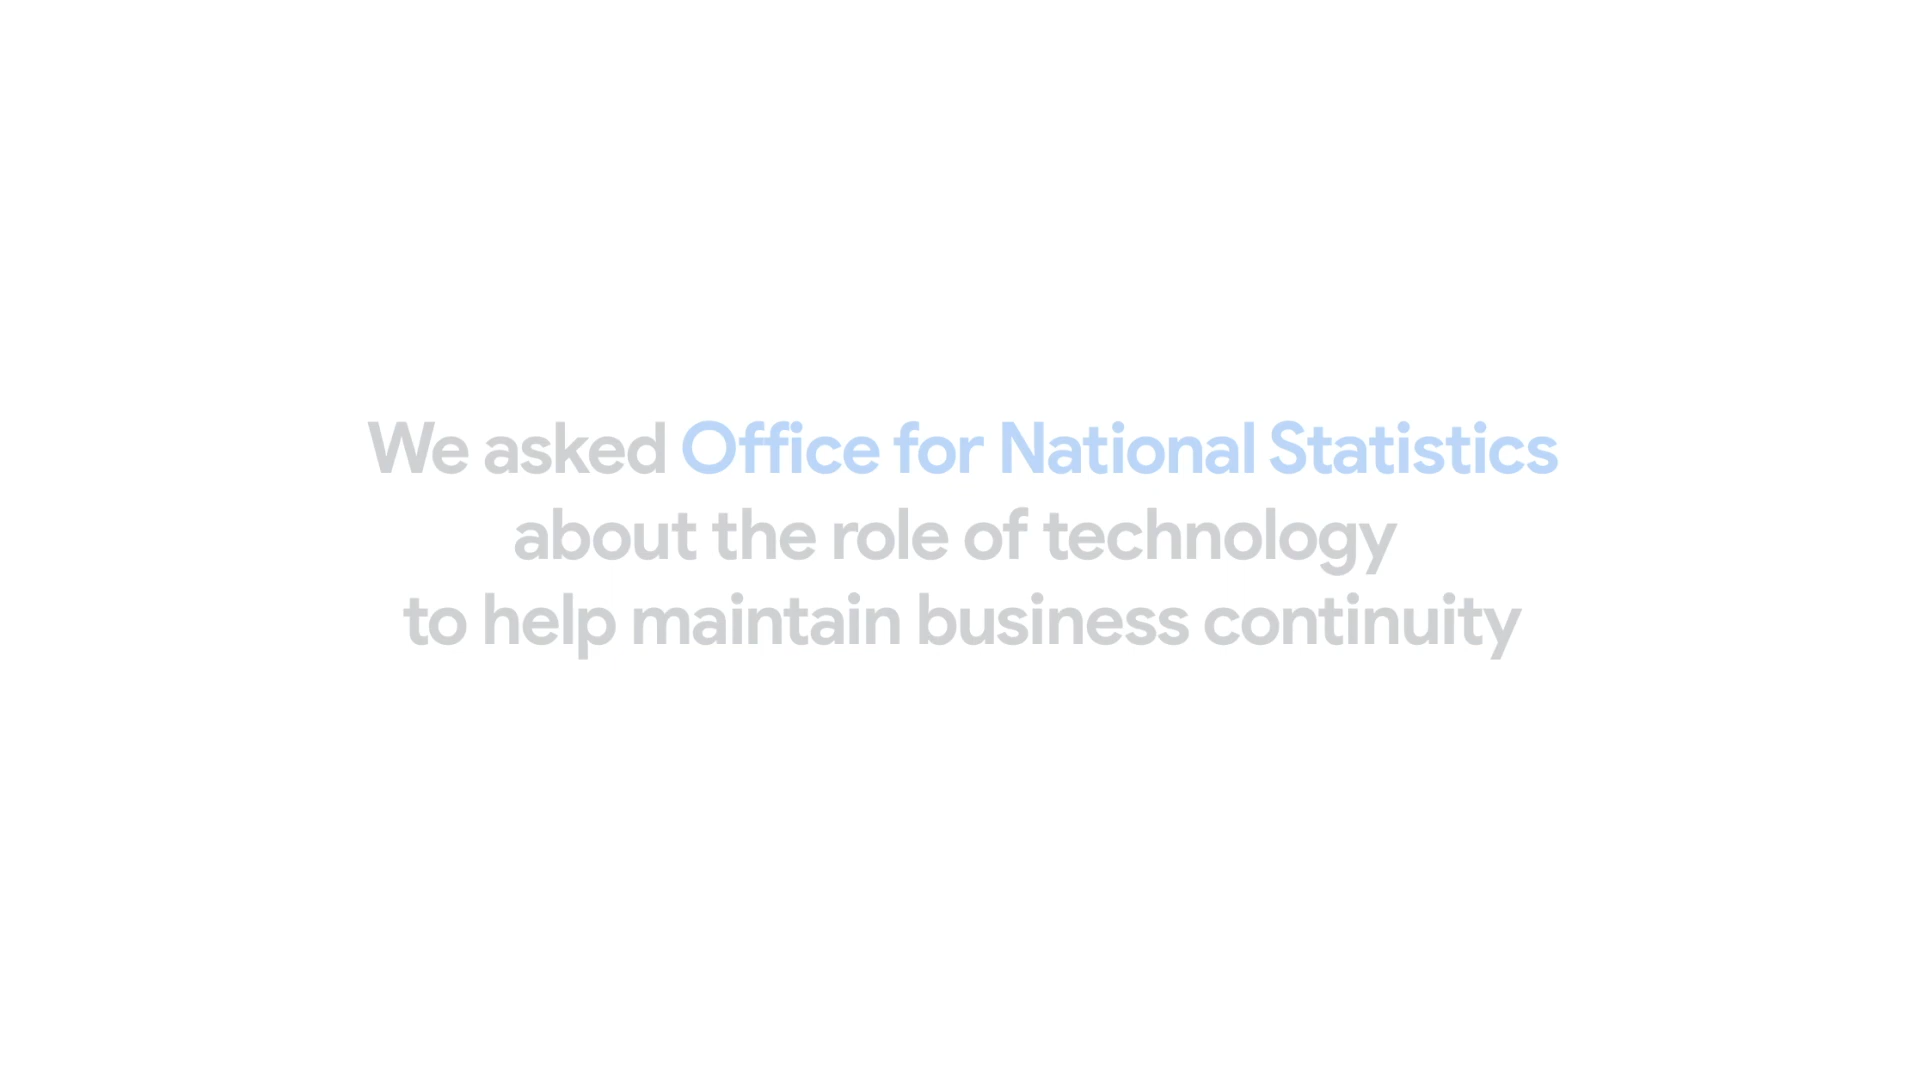 We asked Office for National Statistics
about the role of technology
to help maintain business continuity